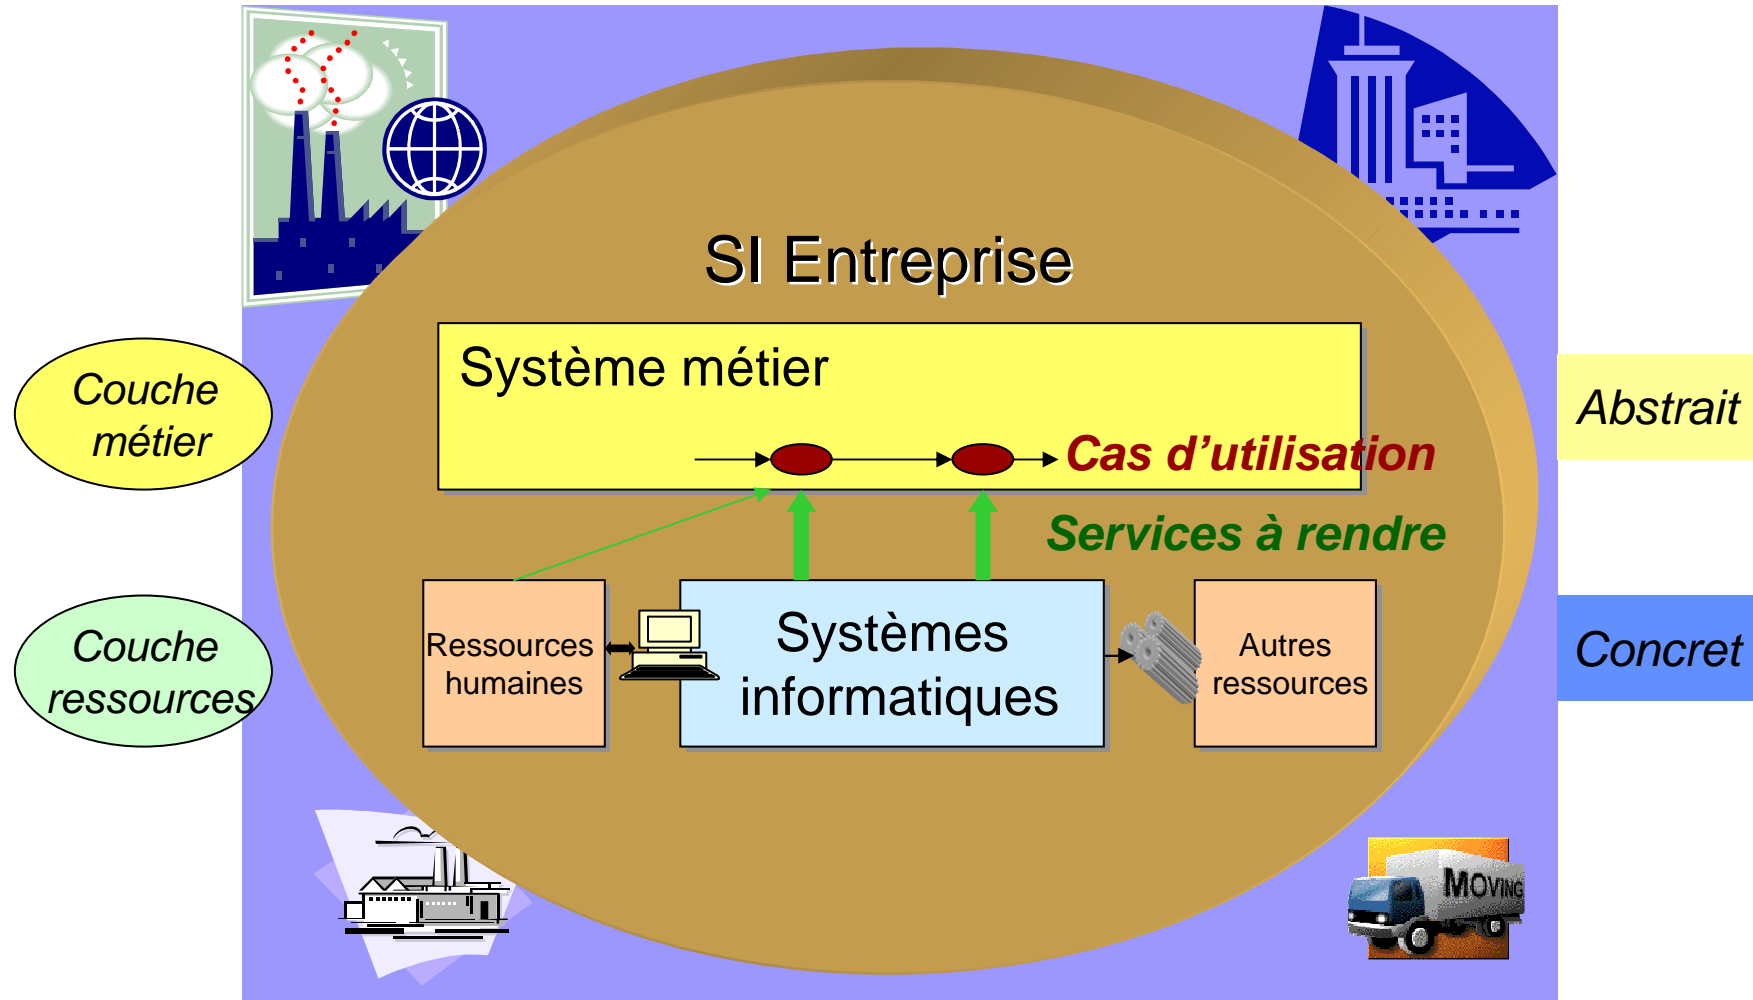 SI Entreprise
Système métier
Couche
métier
Abstrait
Cas d’utilisation
Services à rendre
Couche
ressources
Ressources
humaines
Systèmes
informatiques
Autres
ressources
Concret
MOVING